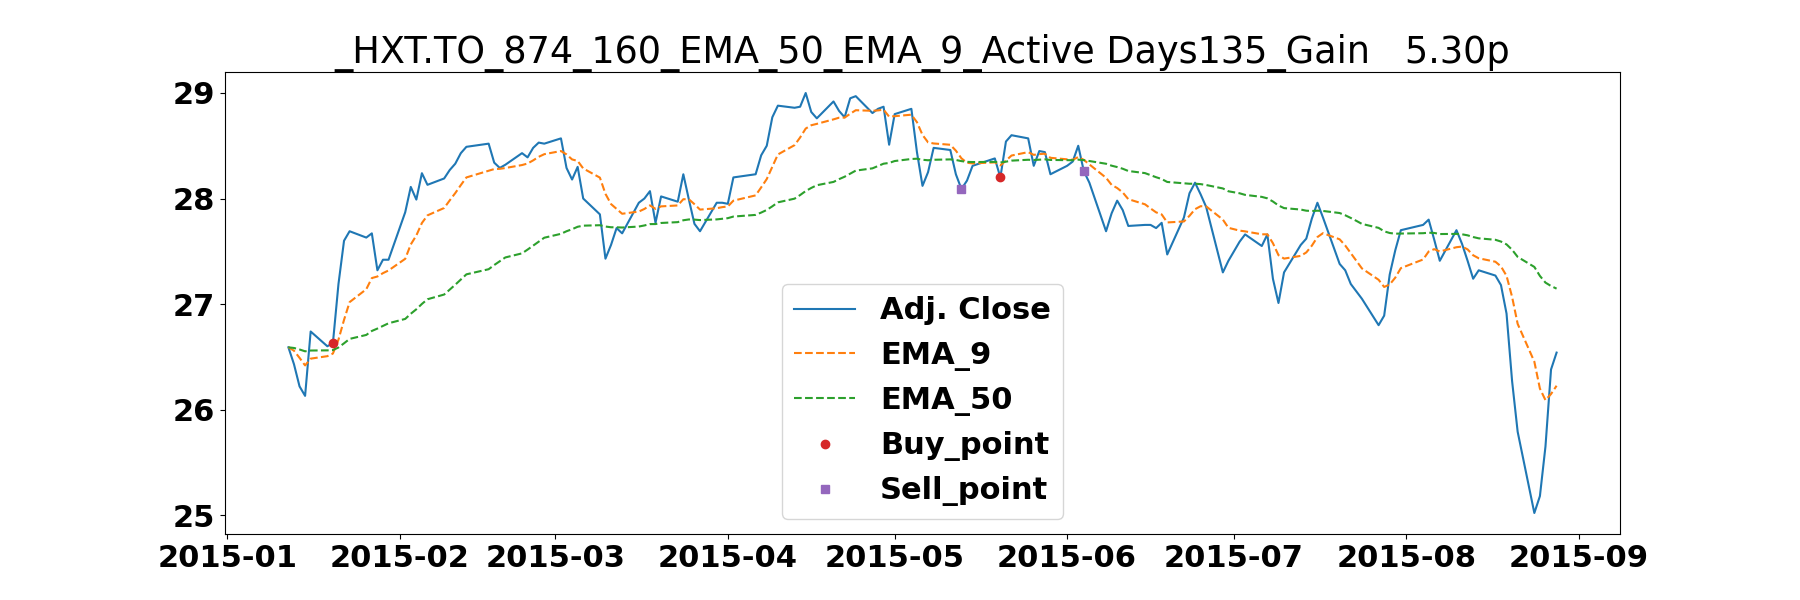 _HXT.TO_874_160_EMA_50_EMA_9_Active Days135_Gain   5.30p
29
28
27
26
25
Adj. Close
EMA_9
EMA_50
Buy_point
Sell_point
2015-01 2015-02 2015-03 2015-04 2015-05 2015-06 2015-07 2015-08 2015-09